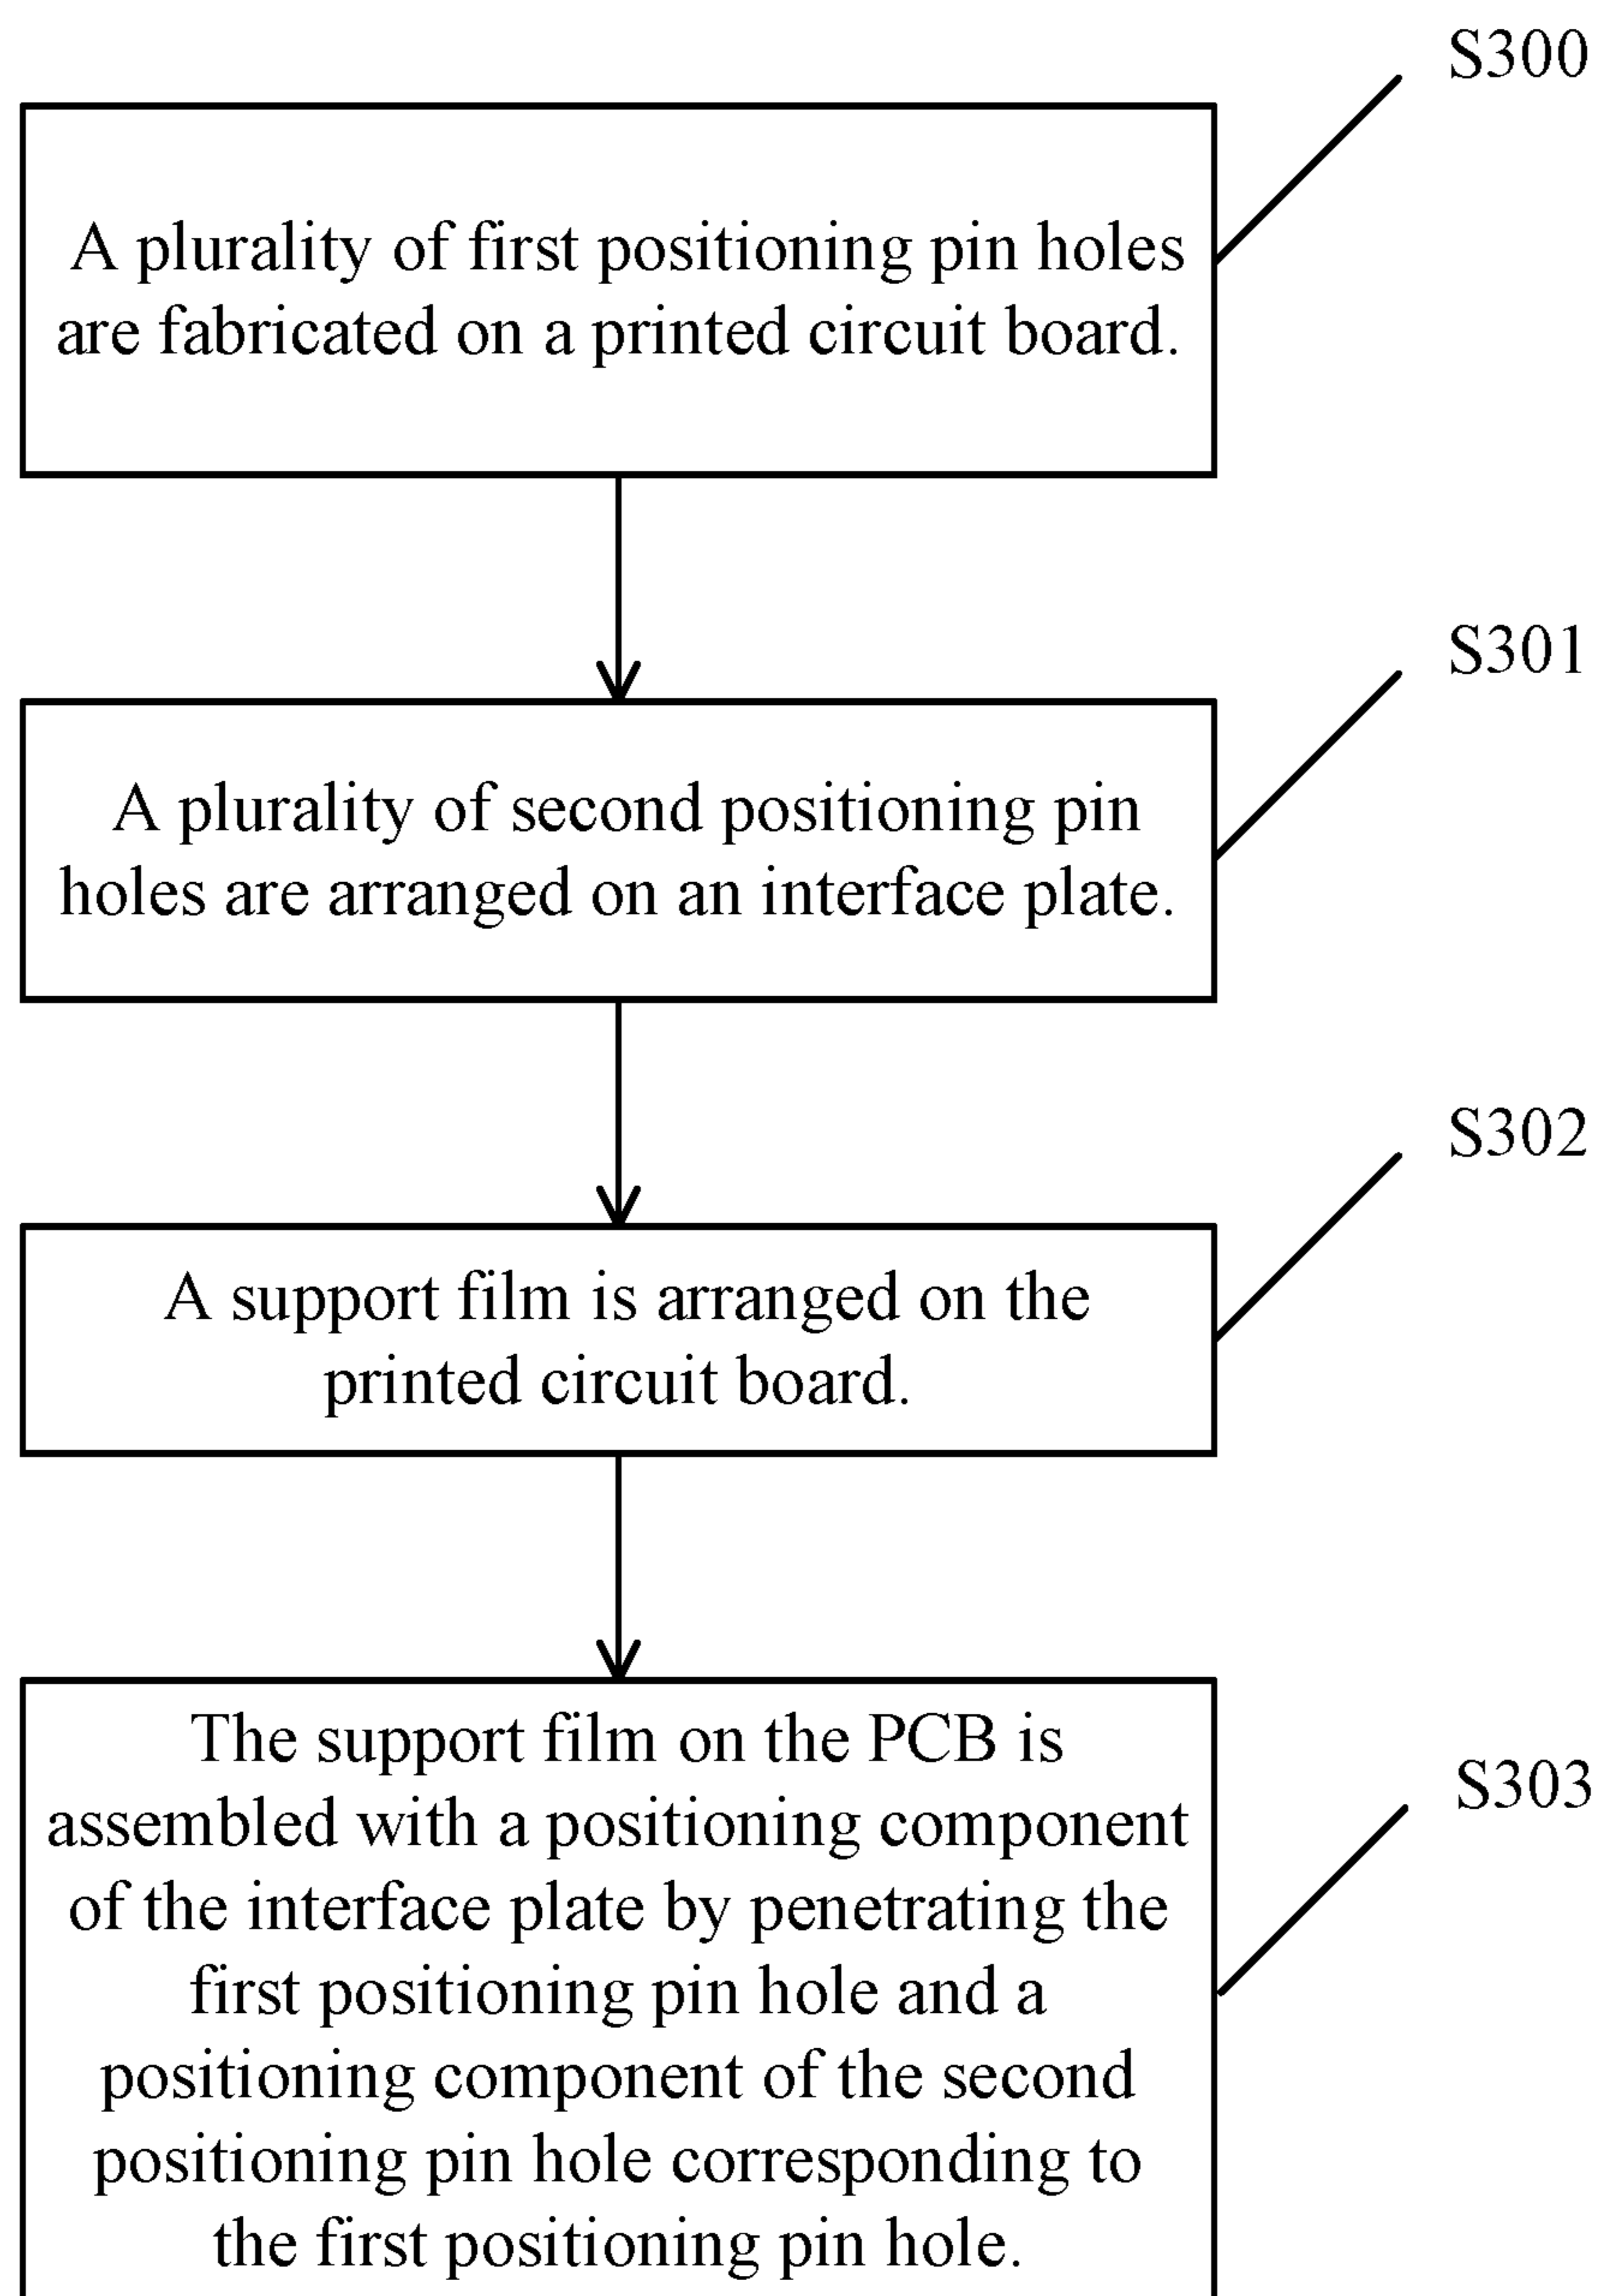 S300
A plurality of first positioning pin holes
are fabricated on a printed circuit board.
S301
A plurality of second positioning pin
holes are arranged on an interface plate.
S302
A support film is arranged on the
printed circuit board.
S303
The support film on the PCB is
assembled with a positioning component
of the interface plate by penetrating the
first positioning pin hole and a
positioning component of the second
positioning pin hole corresponding to
the first positioning pin hole.